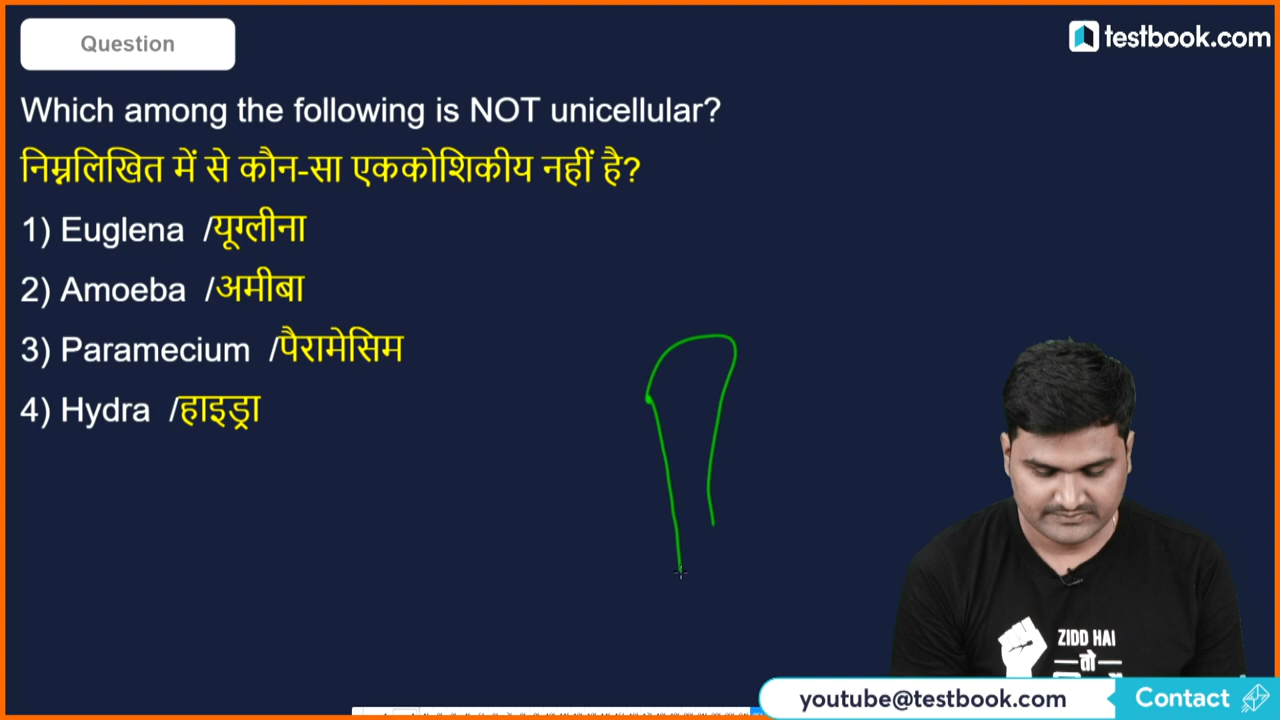 Question
testbook.com
Which among the following is NOT unicellular?
निम्नलिखित में से कौन-सा एककोशिकीय नहीं है?
1) Euglena /यूग्लीना
2) Amoeba /अमीबा
3) Paramecium /पैरामेसिम
4) Hydra /हाइड्रा
ZIDD HAI
तो
youtube@testbook.com
Contact